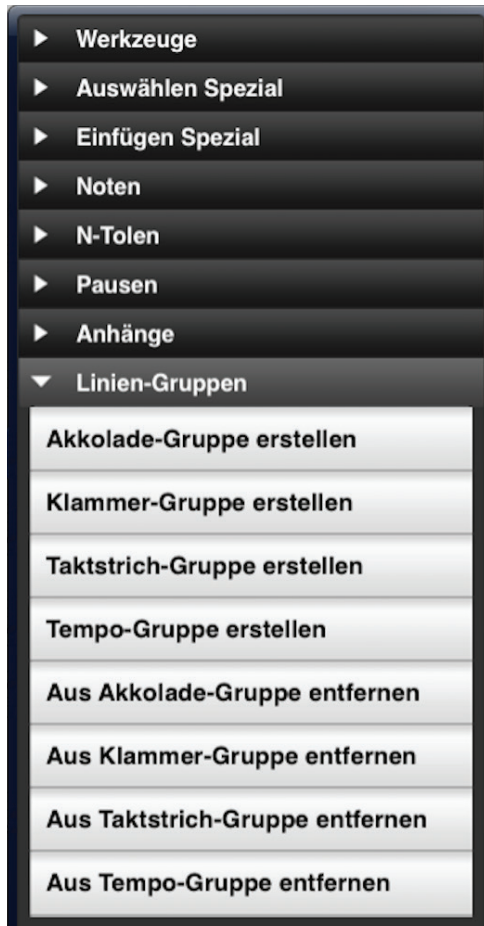 Werkzeuge
Auswählen Spezial
Einfügen Spezial
Noten
N-Tolen
Pausen
Anhänge
Linien-Gruppen
Akkolade-Gruppe erstellen
Klammer-Gruppe erstellen
Taktstrich-Gruppe erstellen
Tempo-Gruppe erstellen
Aus Akkolade-Gruppe entfernen
Aus Klammer-Gruppe entfernen
Aus Taktstrich-Gruppe entfernen
Aus Tempo-Gruppe entfernen